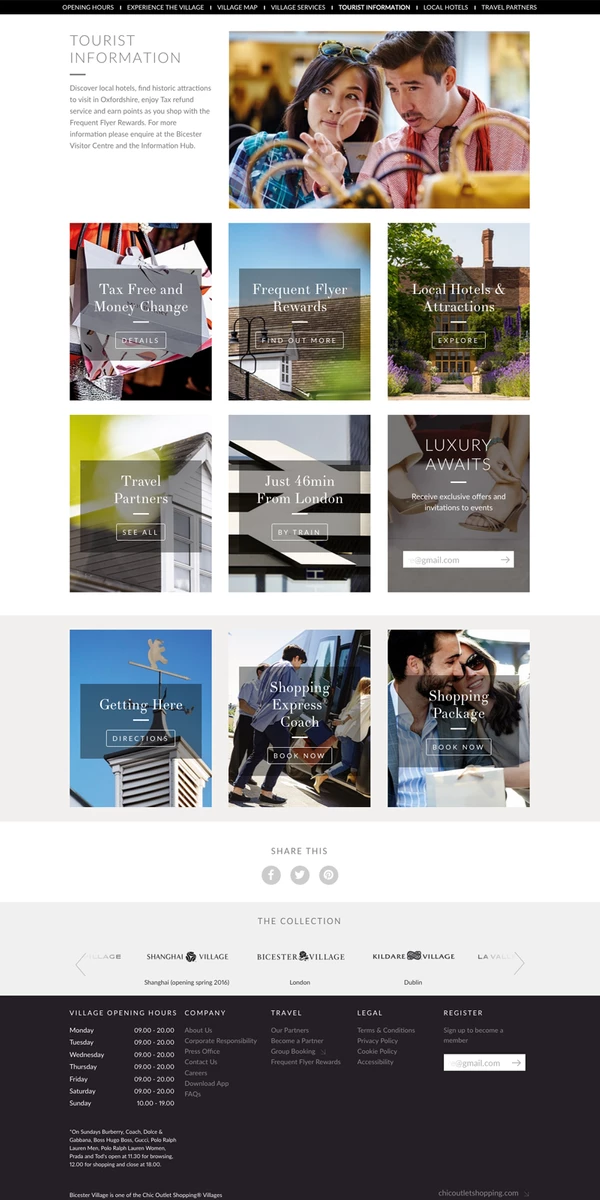 OPENING HOURS EXPERIENCE THE VILLAGE VILLAGE MAP VILLAGE SERVICES TOURIST INFORMATION LOCAL HOTELS TRAVEL PARTNERS
TOURIST
INFORMATION
Discover local hotels, find historic attractions
to visit in Oxfordshire, enjoy Tax refund
service and earn points as you shop with the
Frequent Flyer Rewards. For more
information please enquire at the Bicester
Visitor Centre and the Information Hub.
Tax Free and
Money Change
DETAILS
Frequent Flyer
Rewards
FIND OUT MORE
Local Hotels &
Attractions
EXPLORE
Travel
Partners
SEE ALL
Just 46min
From London
BY TRAIN
LUXURY
AWAITS
Receive exclusive offers and
invitations to events
@gmail.com
Getting Here
DIRECTIONS
Shopping
Express
Coach
BOOK NOW
Shopping
Package
BOOK NOW
SHARE THIS
THE COLLECTION
SHANGHAI VILLAGE
BICESTER VILLAGE
KILDARE VILLAGE
Shanghai (opening spring 2016)
London
Dublin
VILLAGE OPENING HOURS
Monday 09.00 - 20.00
Tuesday 09.00 - 20.00
Wednesday 09.00 - 20.00
Thursday 09.00 - 20.00
Friday 09.00 - 20.00
Saturday 09.00 - 20.00
Sunday 10.00 - 19.00
*On Sundays Burberry, Coach, Dolce &
Gabbana, Boss Hugo Boss, Gucci, Polo Ralph
Lauren Men, Polo Ralph Lauren Women,
Prada and Tod's open at 11.30 for browsing,
12.00 for shopping and close at 18.00.
COMPANY
About Us
Corporate Responsibility
Press Office
Contact Us
Careers
Download App
FAQs
TRAVEL
Our Partners
Become a Partner
Group Booking
Frequent Flyer Rewards
LEGAL
Terms & Conditions
Privacy Policy
Cookie Policy
Accessibility
REGISTER
Sign up to become a
member
@gmail.com
Bicester Village is one of the Chic Outlet Shopping® Villages
chicoutletshopping.com